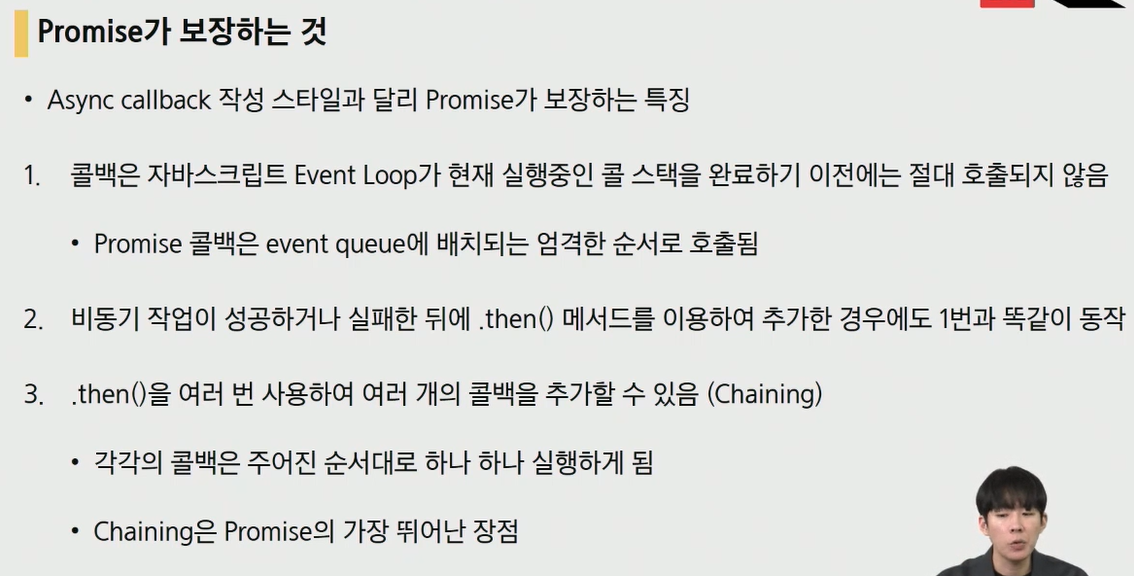 Promise가 보장하는 것
• Async callback 작성 스타일과 달리 Promise가 보장하는 특징
1. 콜백은 자바스크립트 Event Loop가 현재 실행중인 콜 스택을 완료하기 이전에는 절대 호출되지 않음
• Promise 콜백은 event queue에 배치되는 엄격한 순서로 호출됨
2. 비동기 작업이 성공하거나 실패한 뒤에 .then() 메서드를 이용하여 추가한 경우에도 1번과 똑같이 동작
3. .then()을 여러 번 사용하여 여러 개의 콜백을 추가할 수 있음 (Chaining)
• 각각의 콜백은 주어진 순서대로 하나 하나 실행하게 됨
• Chaining은 Promise의 가장 뛰어난 장점